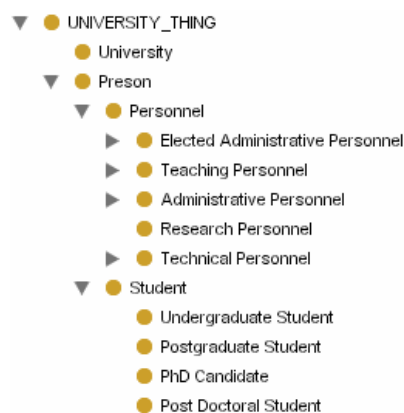 UNIVERSITY_THING
University
Preson
Personnel
Elected Administrative Personnel
Teaching Personnel
Administrative Personnel
Research Personnel
Technical Personnel
Student
Undergraduate Student
Postgraduate Student
PhD Candidate
Post Doctoral Student